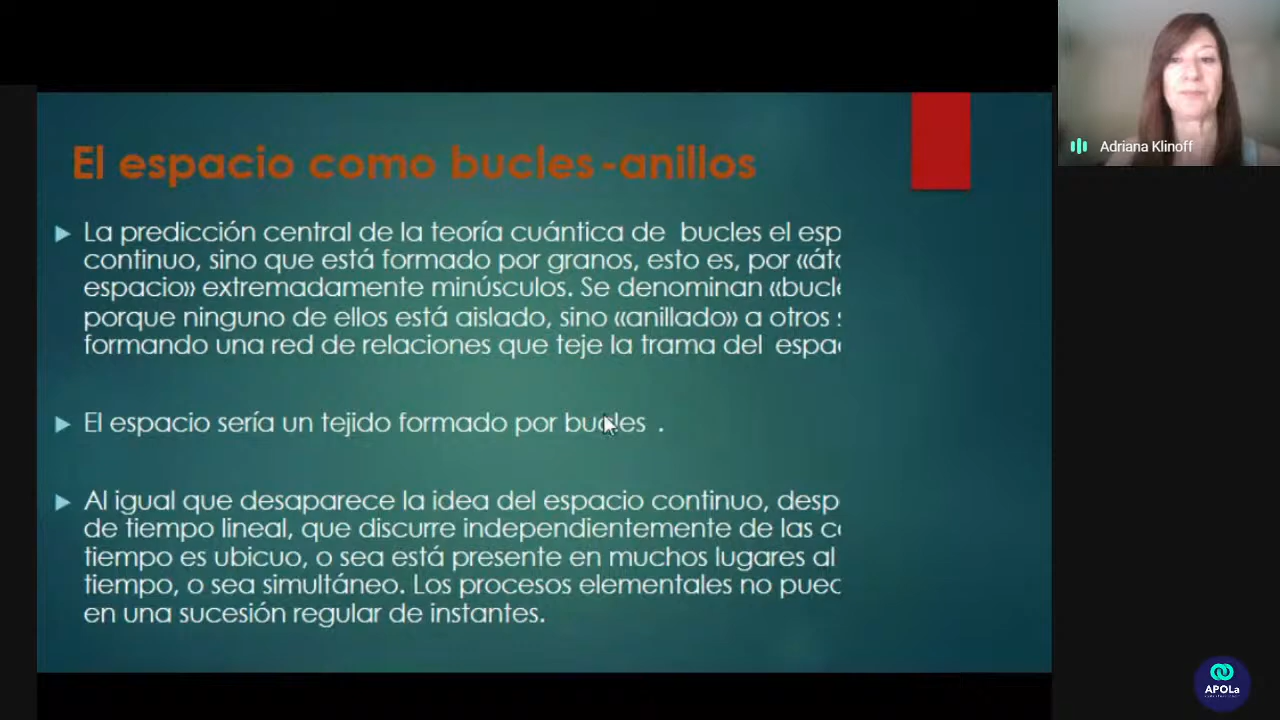 El espacio como bucles -anillos
La predicción central de la teoría cuántica de bucles el esp
continuo, sino que está formado por granos, esto es, por «áto
espacio» extremadamente minúsculos. Se denominan «bucle
porque ninguno de ellos está aislado, sino «anillado» a otros
formando una red de relaciones que teje la trama del espa
El espacio sería un tejido formado por bucles .
Al igual que desaparece la idea del espacio continuo, desp
de tiempo lineal, que discurre independientemente de las
tiempo es ubicuo, o sea está presente en muchos lugares al
tiempo, o sea simultáneo. Los procesos elementales no pued
en una sucesión regular de instantes.
Adriana Klinoff
APOLa